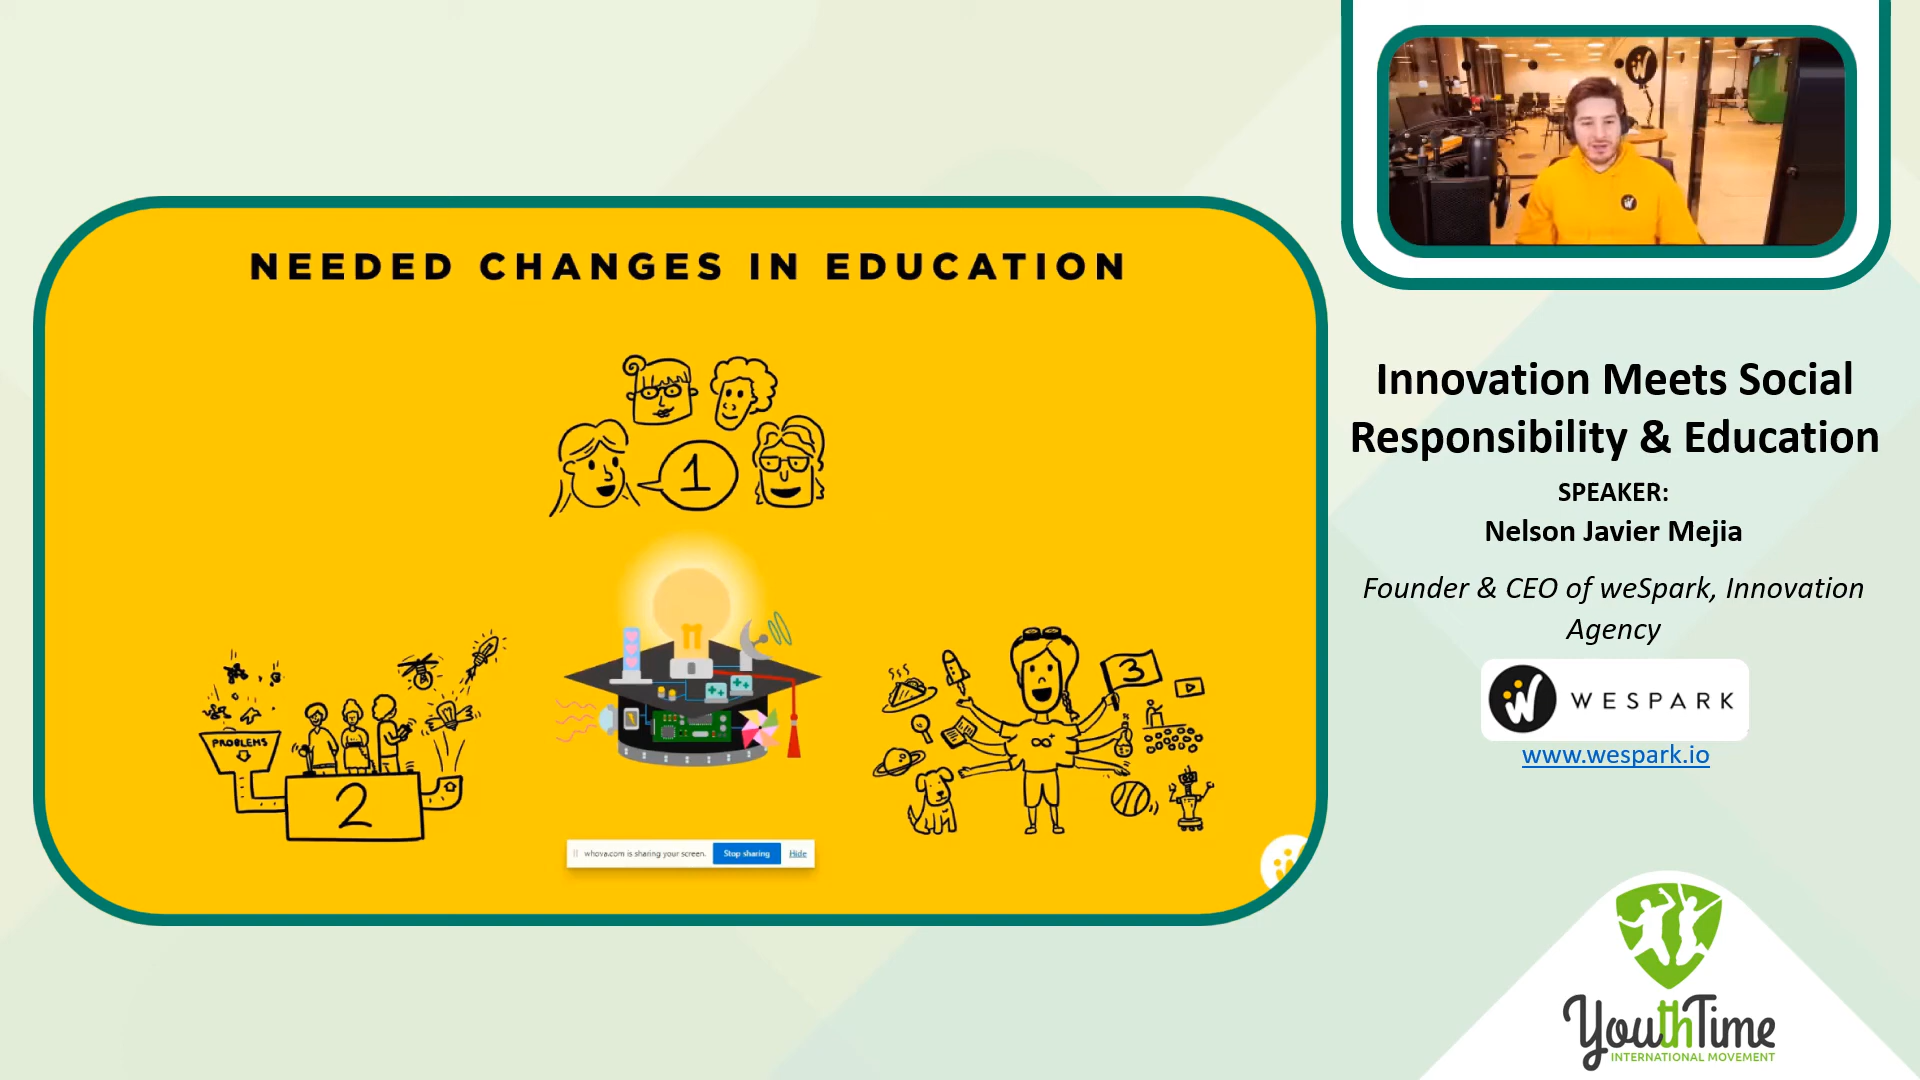 NEEDED CHANGES IN EDUCATION
1
PROBLEMS
2
3
whova.com is sharing your screen.
Stop sharing
Hide
Innovation Meets Social
Responsibility & Education
SPEAKER:
Nelson Javier Mejia
Founder & CEO of weSpark, Innovation
Agency
WESPARK
www.wespark.io
YouthTime
INTERNATIONAL MOVEMENT